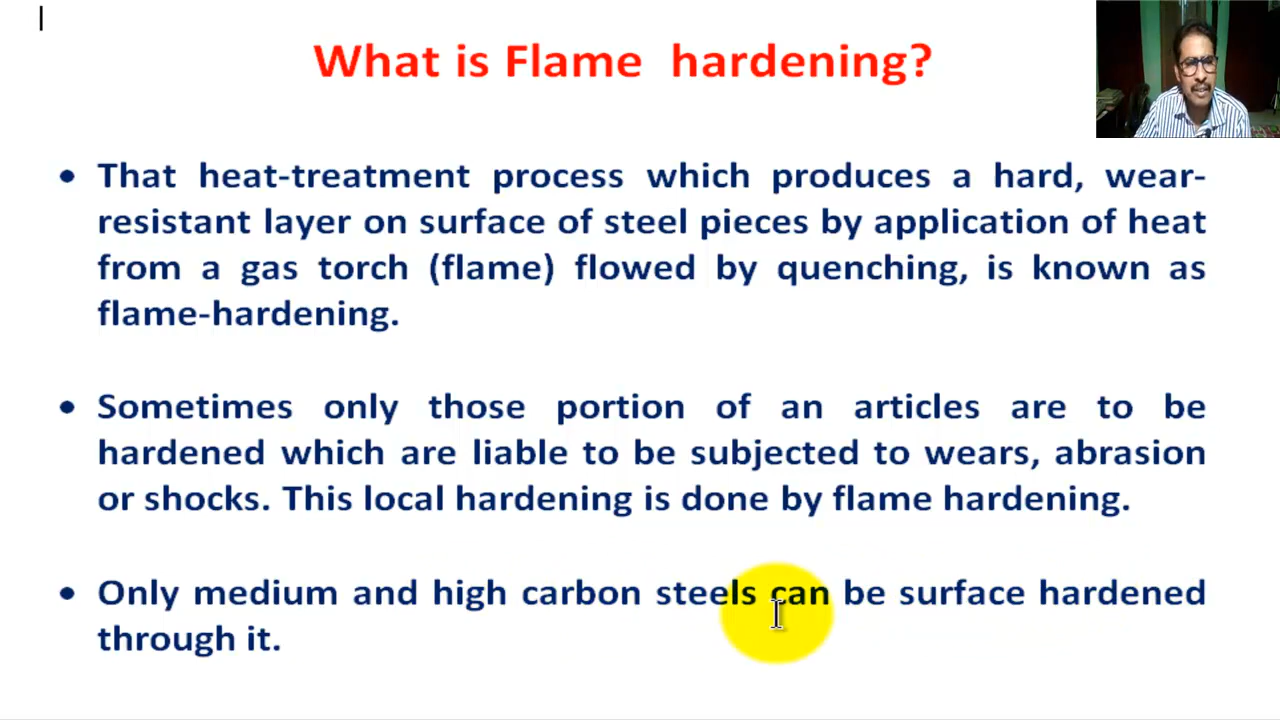 What is Flame hardening?
• That heat-treatment process which produces a hard, wear-
resistant layer on surface of steel pieces by application of heat
from a gas torch (flame) flowed by quenching, is known as
flame-hardening.
• Sometimes only those portion of an articles are to be
hardened which are liable to be subjected to wears, abrasion
or shocks. This local hardening is done by flame hardening.
• Only medium and high carbon steels can be surface hardened
through it.